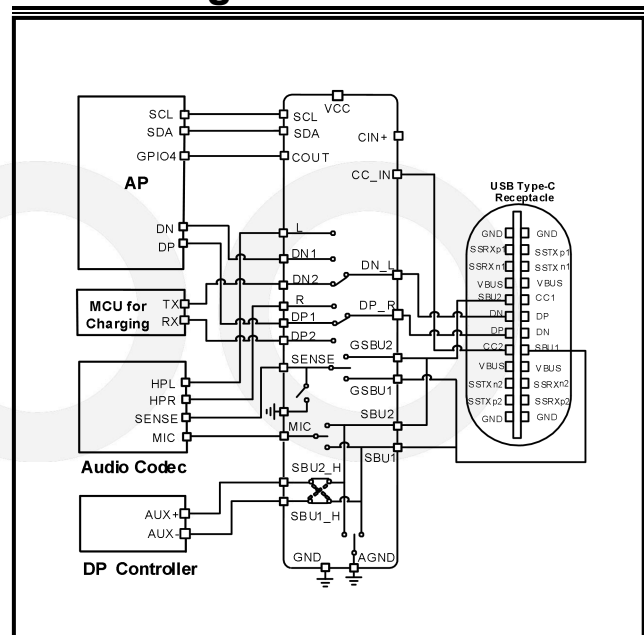 VCC
SCL SCL
SDA SDA
CIN+
GPIO4 COUT
AP
CC_IN
USB Type-C
Receptacle
GND GND
SSRXp1 SSTXp1
SSRXn1 SSTXn1
VBUS VBUS
SBU2 CC1
DN DP
DP DN
CC2 SBU1
VBUS VBUS
SSTXn2 SSRXn2
SSTXp2 SSRXp2
GND GND
DN
DP
L
DN1
DN_L
DN2
R
DP_R
DP1
DP2
GSBU2
SENSE
GSBU1
SBU2
MIC
SBU1
SBU2_H
SBU1_H
GND AGND
MCU for
Charging
TX
RX
HPL
HPR
SENSE
MIC
Audio Codec
AUX+
AUX-
DP Controller